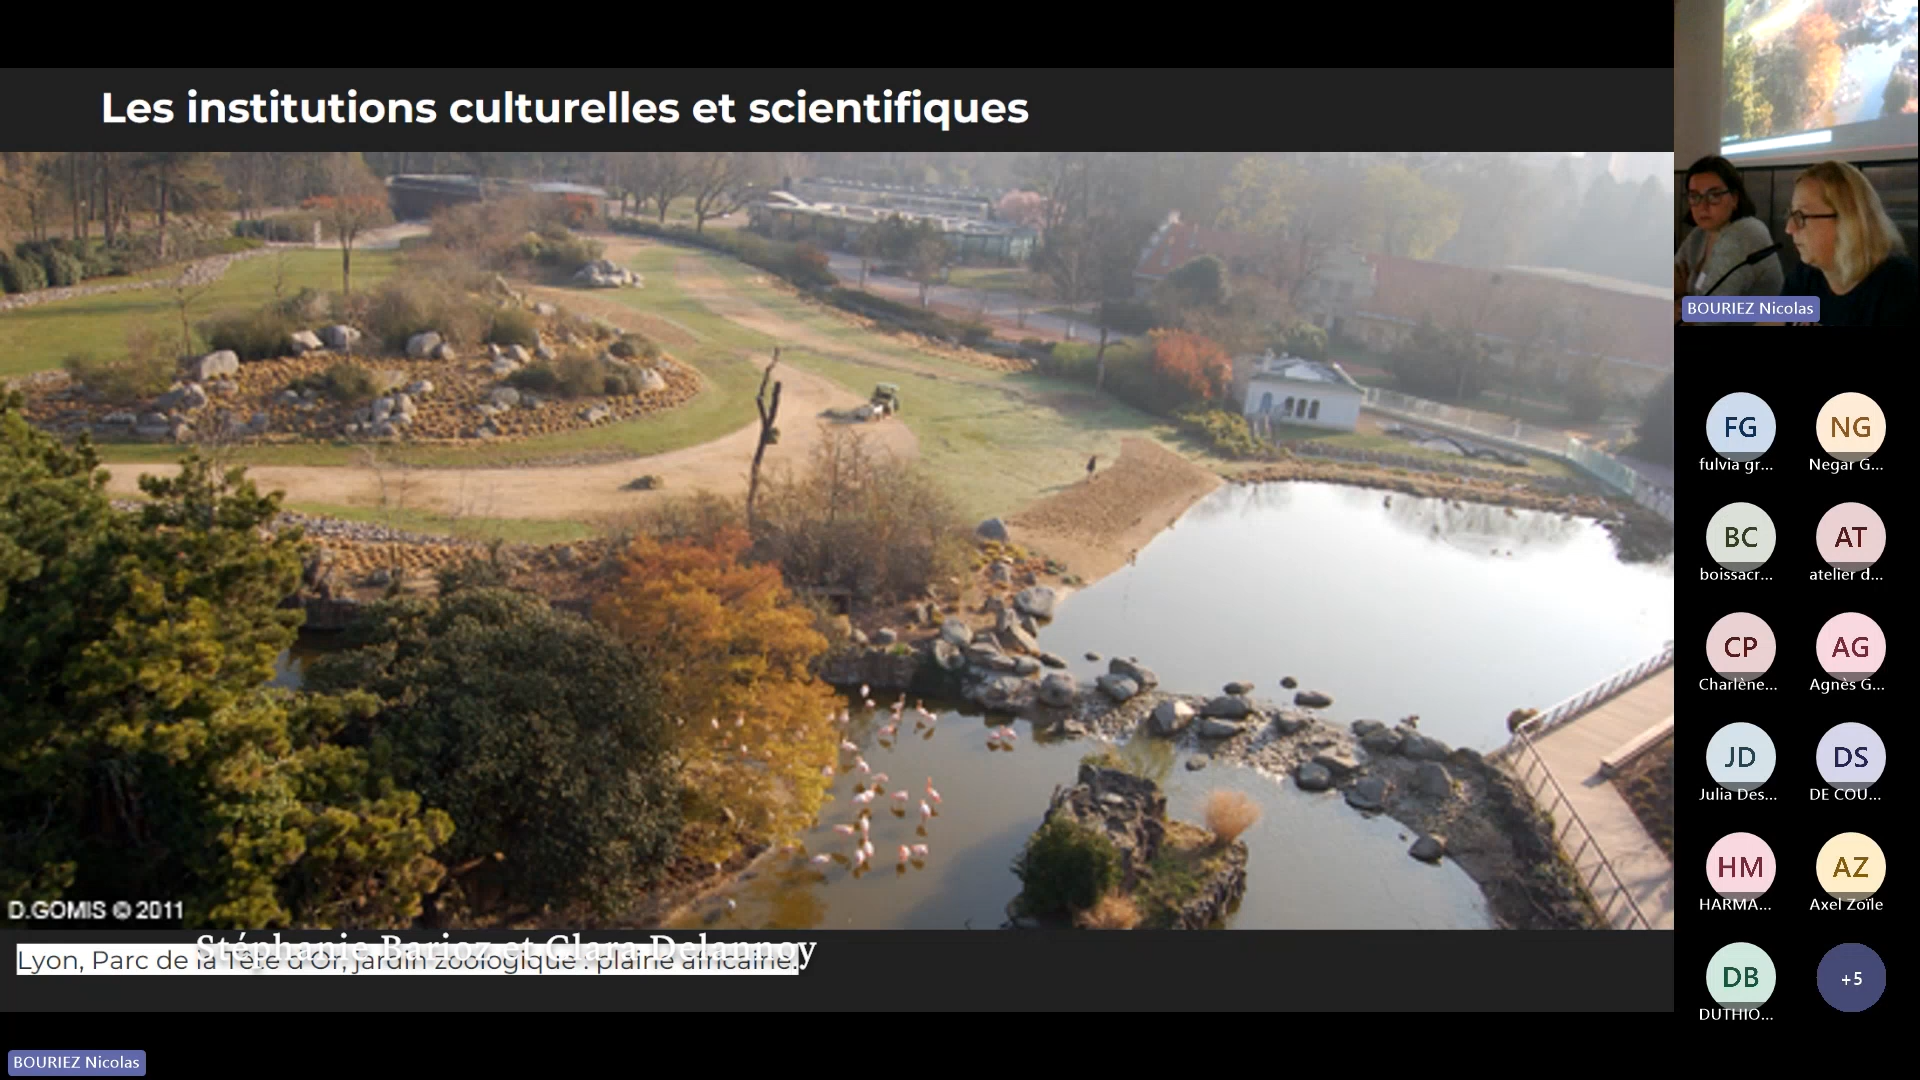 Les institutions culturelles et scientifiques
D.GOMIS © 2011
Stéphanie Barioz et Clara Delannoy
Lyon, Parc de la Tête d'Or, jardin zoologique : plaine africaine.
BOURIEZ Nicolas
BOURIEZ Nicolas
FG
fulvia gr...
NG
Negar G...
BC
boissacr...
AT
atelier d...
CP
Charlène...
AG
Agnès G...
JD
Julia Des...
DS
DE COU...
HM
HARMA...
AZ
Axel Zoïle
DB
DUTHIO...
+5